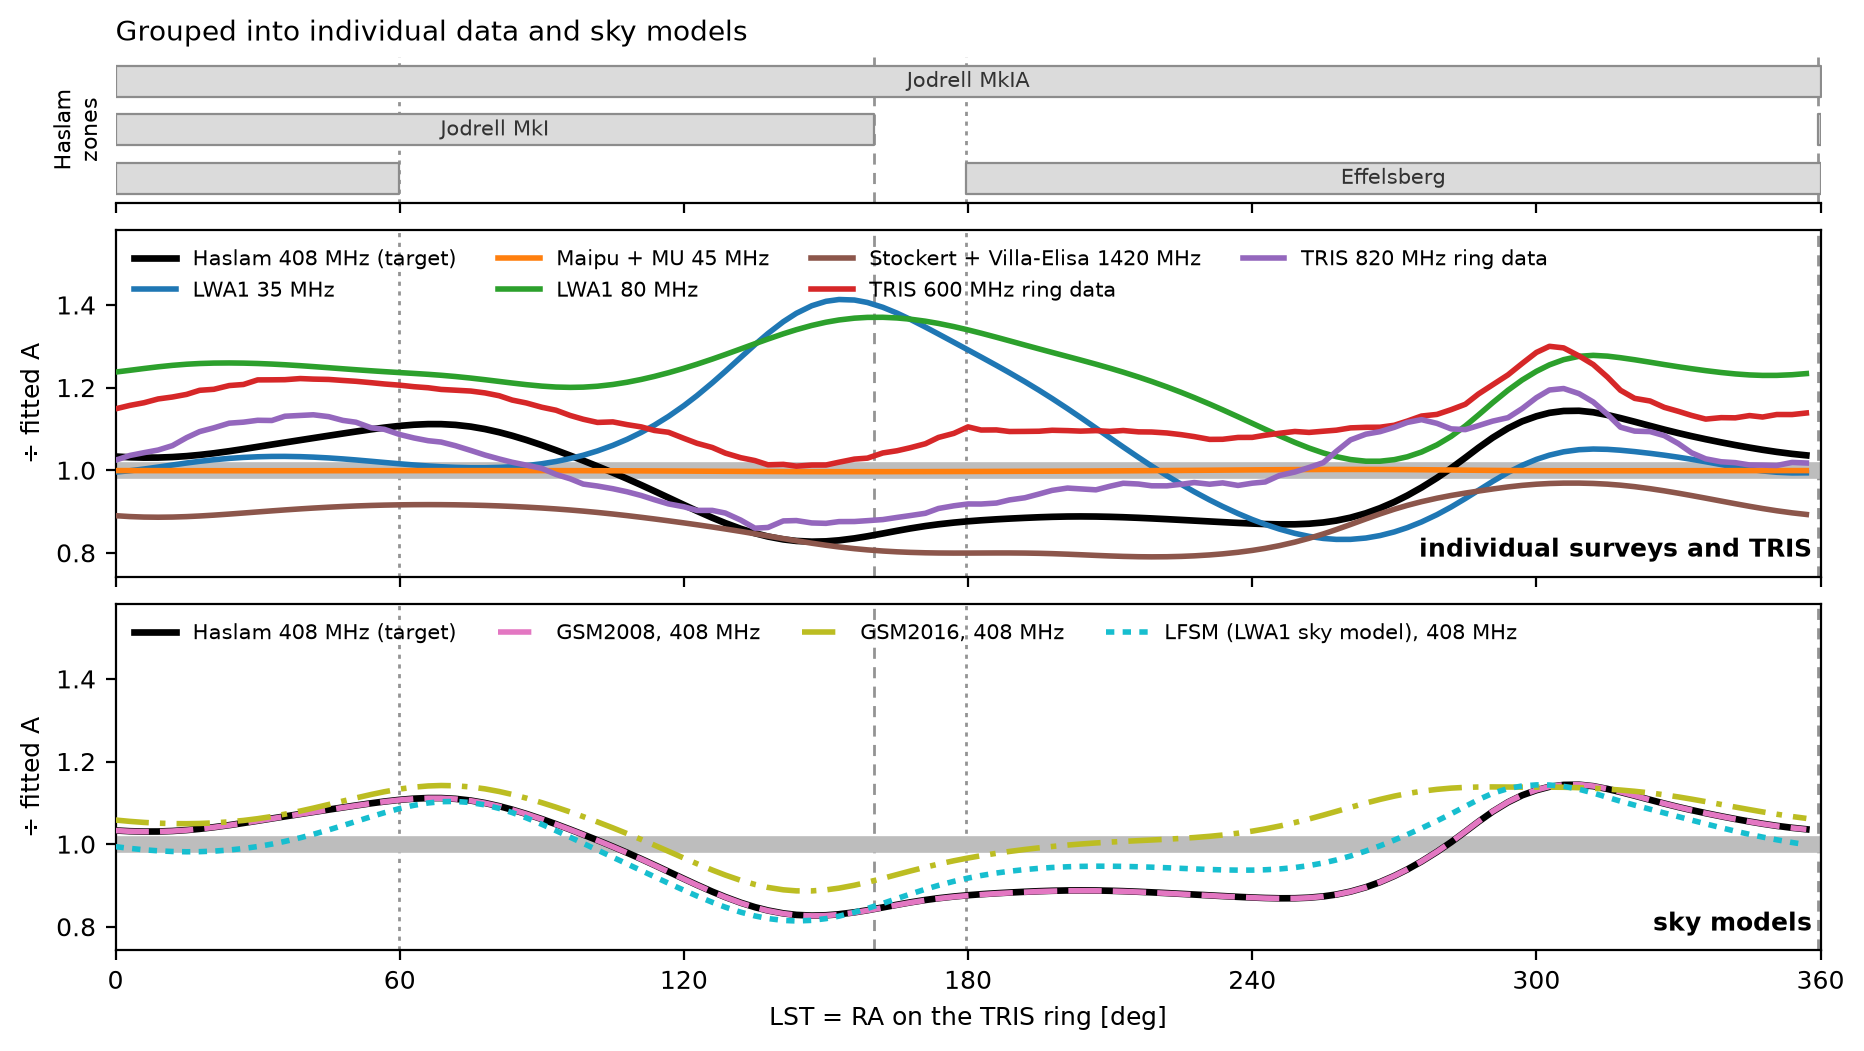 Grouped into individual data and sky models
Haslam
zones
Jodrell MkIA
Jodrell MkI
Effelsberg
÷ fitted A
1.4
1.2
1.0
0.8
Haslam 408 MHz (target)
LWA1 35 MHz
Maipu + MU 45 MHz
LWA1 80 MHz
Stockert + Villa-Elisa 1420 MHz
TRIS 600 MHz ring data
TRIS 820 MHz ring data
individual surveys and TRIS
÷ fitted A
1.4
1.2
1.0
0.8
Haslam 408 MHz (target)
GSM2008, 408 MHz
GSM2016, 408 MHz
LFSM (LWA1 sky model), 408 MHz
sky models
0 60 120 180 240 300 360
LST = RA on the TRIS ring [deg]